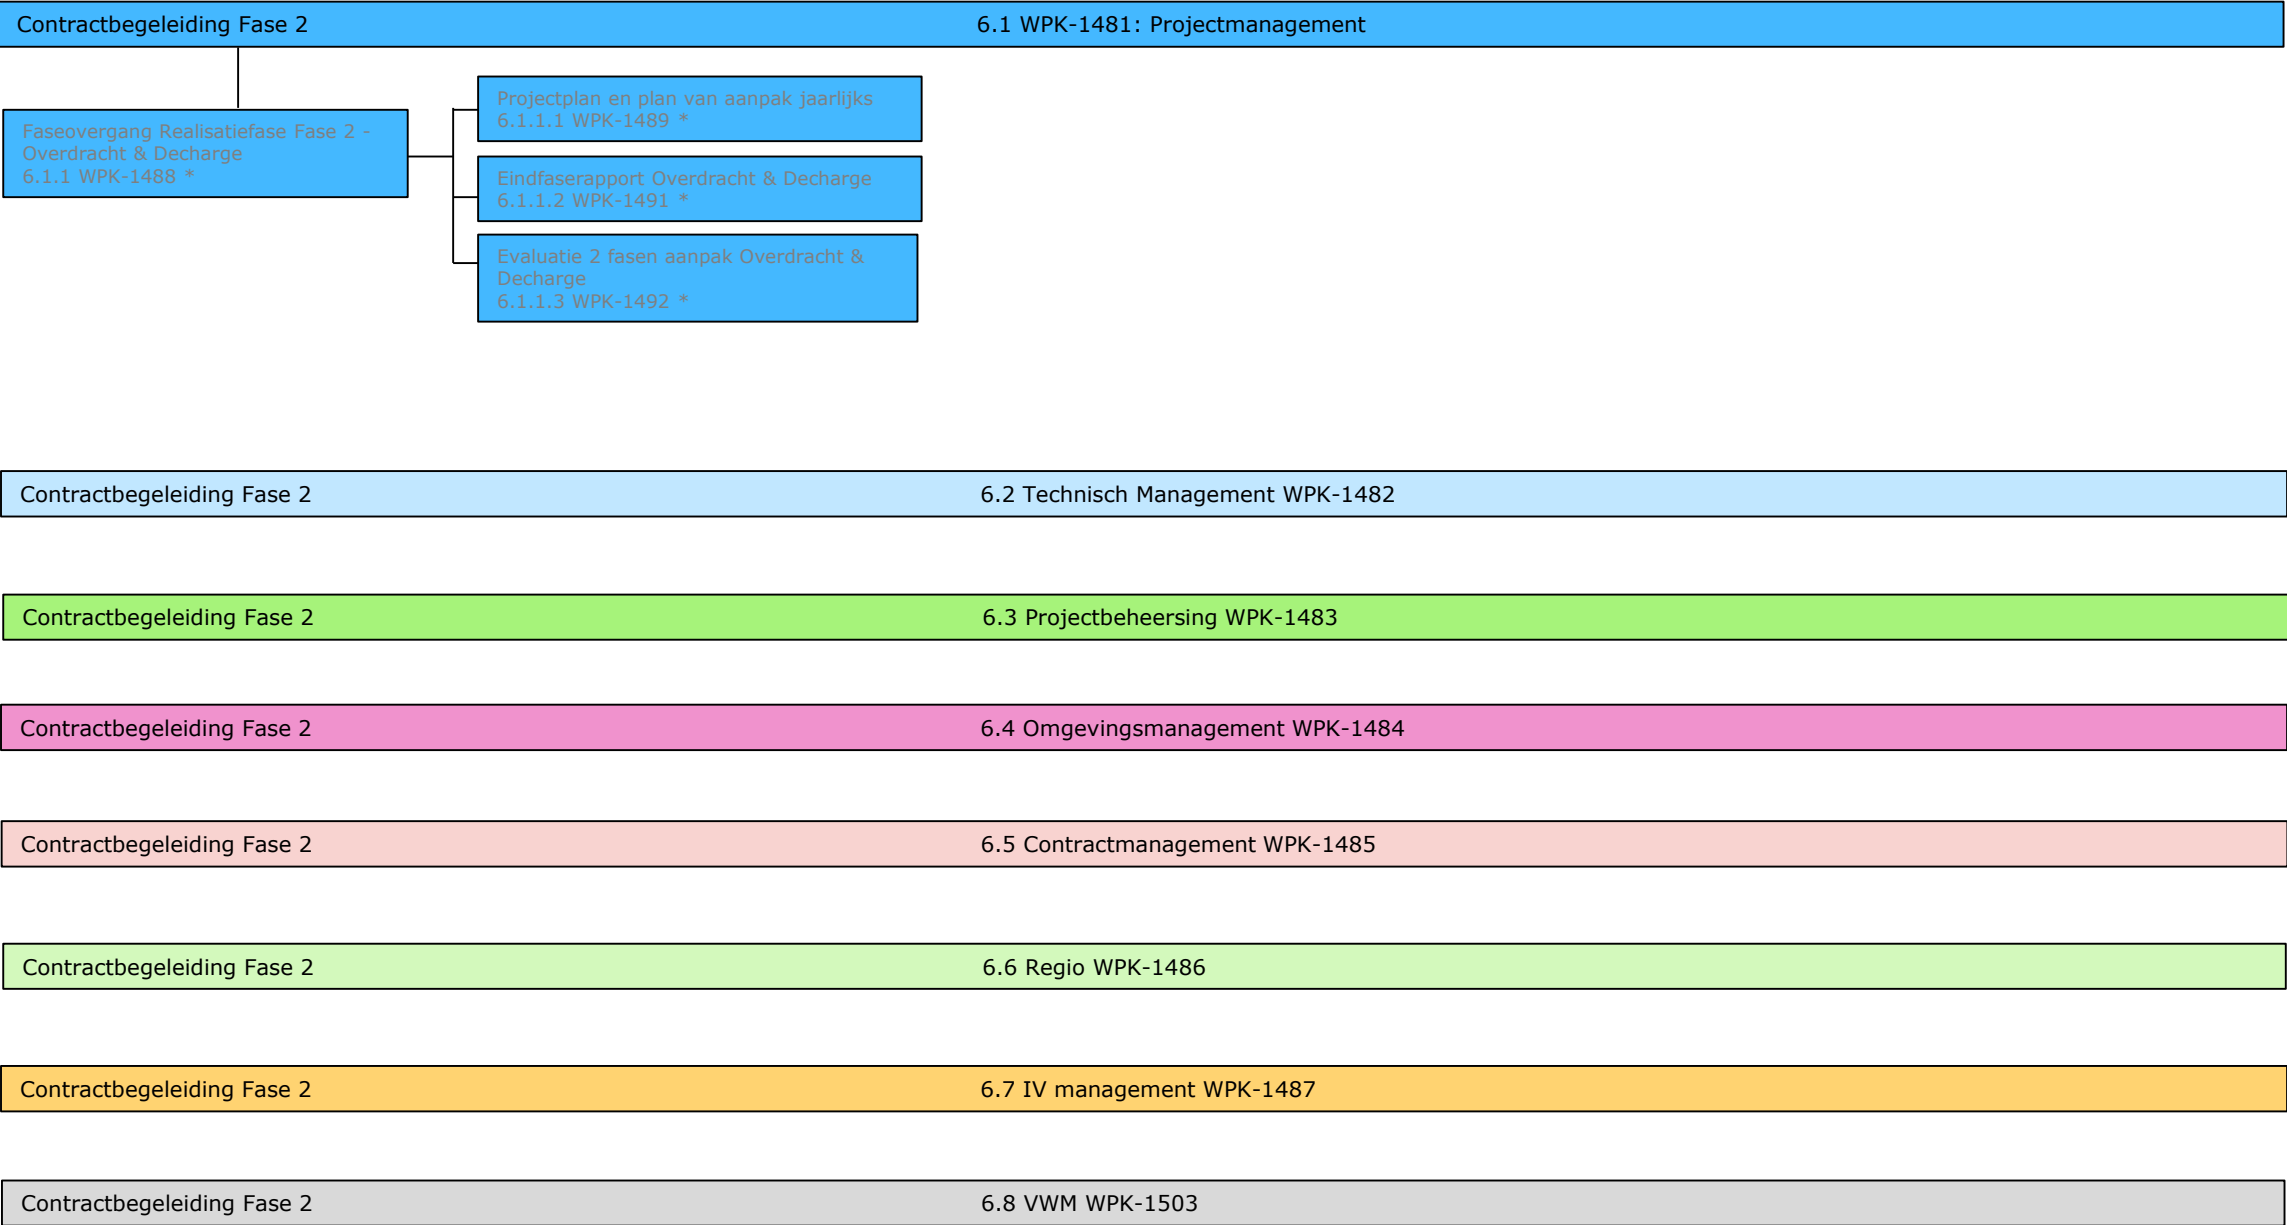 Contractbegeleiding Fase 2 6.1 WPK-1481: Projectmanagement
Faseovergang Realisatiefase Fase 2 -
Overdracht & Decharge
6.1.1 WPK-1488 *
Projectplan en plan van aanpak jaarlijks
6.1.1.1 WPK-1489 *
Eindfaserapport Overdracht & Decharge
6.1.1.2 WPK-1491 *
Evaluatie 2 fasen aanpak Overdracht &
Decharge
6.1.1.3 WPK-1492 *
Contractbegeleiding Fase 2 6.2 Technisch Management WPK-1482
Contractbegeleiding Fase 2 6.3 Projectbeheersing WPK-1483
Contractbegeleiding Fase 2 6.4 Omgevingsmanagement WPK-1484
Contractbegeleiding Fase 2 6.5 Contractmanagement WPK-1485
Contractbegeleiding Fase 2 6.6 Regio WPK-1486
Contractbegeleiding Fase 2 6.7 IV management WPK-1487
Contractbegeleiding Fase 2 6.8 VWM WPK-1503